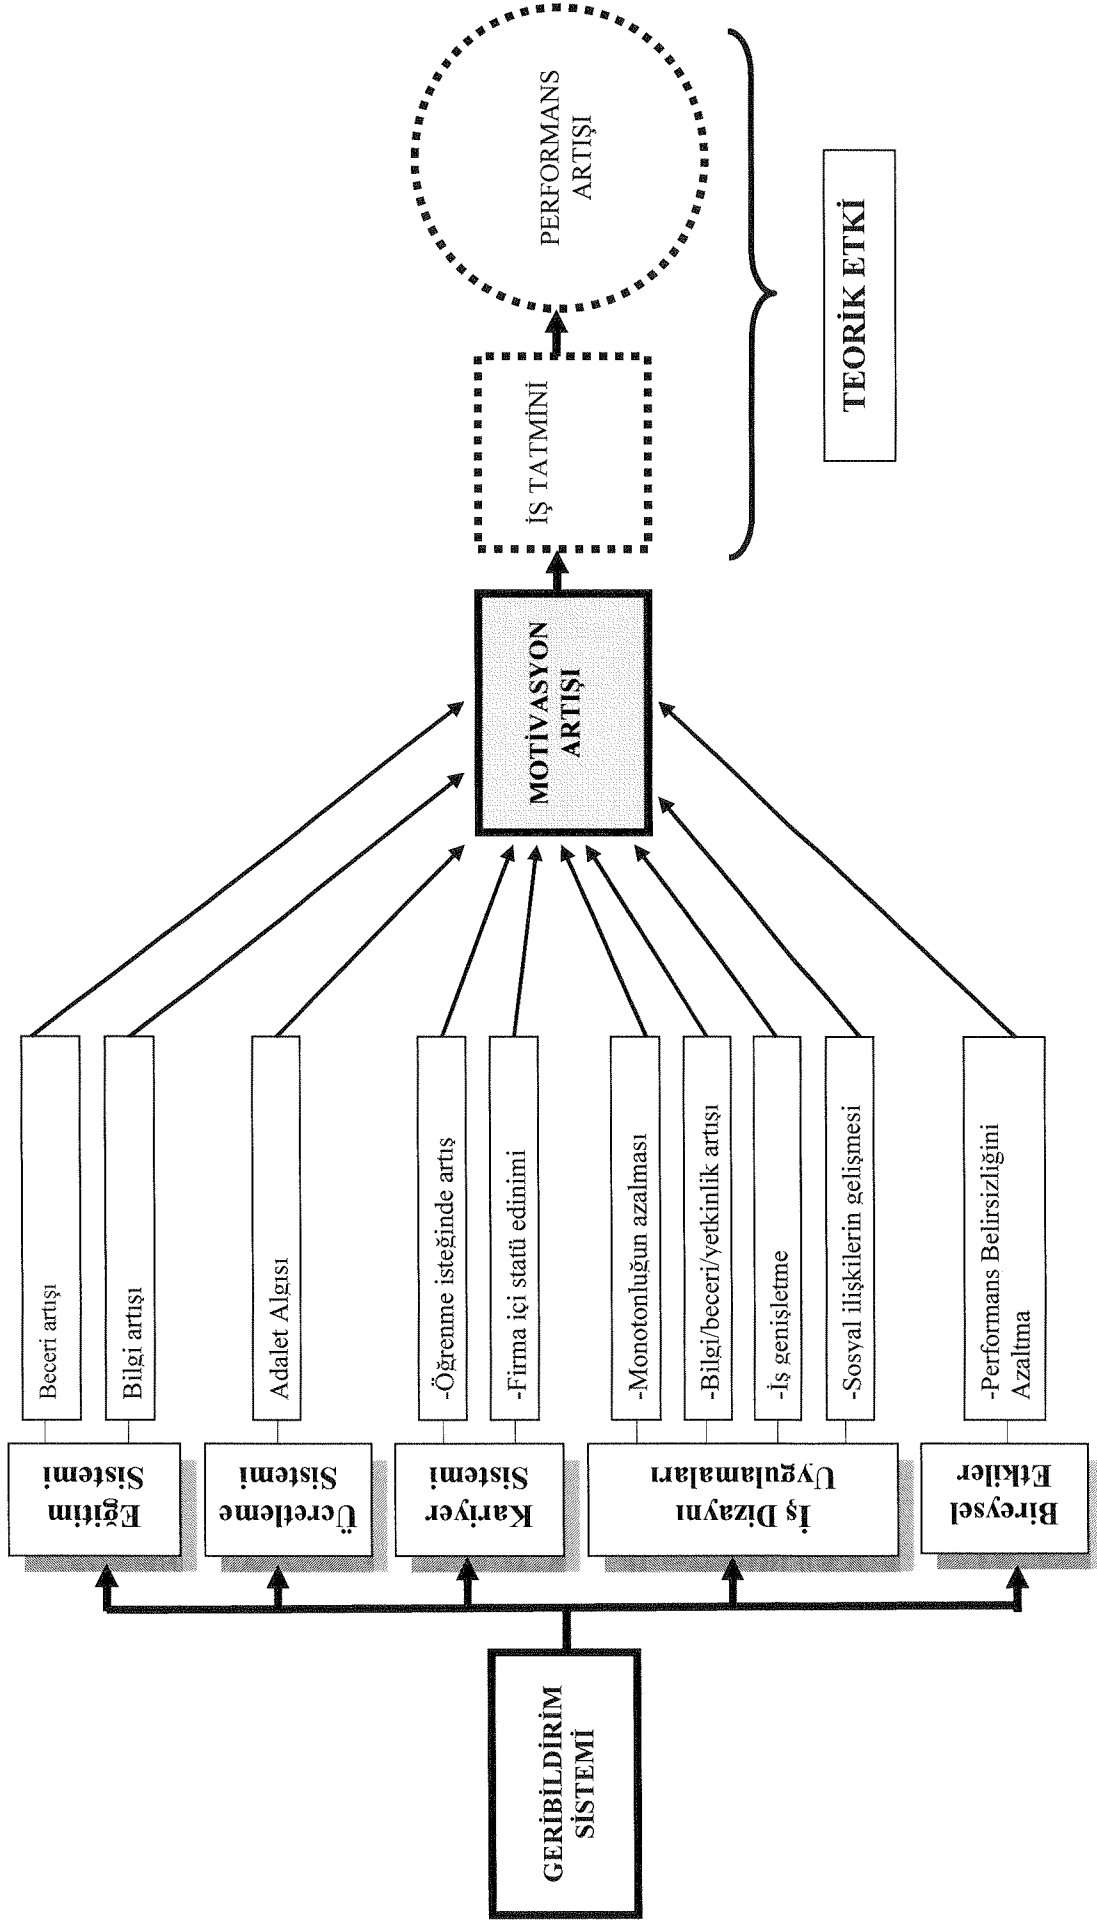 GERİBİLDİRİM
SİSTEMİ
Eğitim
Sistemi
Beceri artışı
Bilgi artışı
Ücretleme
Sistemi
Adalet Algısı
Kariyer
Sistemi
-Öğrenme isteğinde artış
-Firma içi statü edinimi
İş Dizaynı
Uygulamaları
-Monotonluğun azalması
-Bilgi/beceri/yetkinlik artışı
-İş genişletme
-Sosyal ilişkilerin gelişmesi
Bireysel
Etkiler
-Performans Belirsizliğini
Azaltma
MOTİVASYON
ARTIŞI
İŞ TATMİNİ
PERFORMANS
ARTIŞI
TEORİK ETKİ